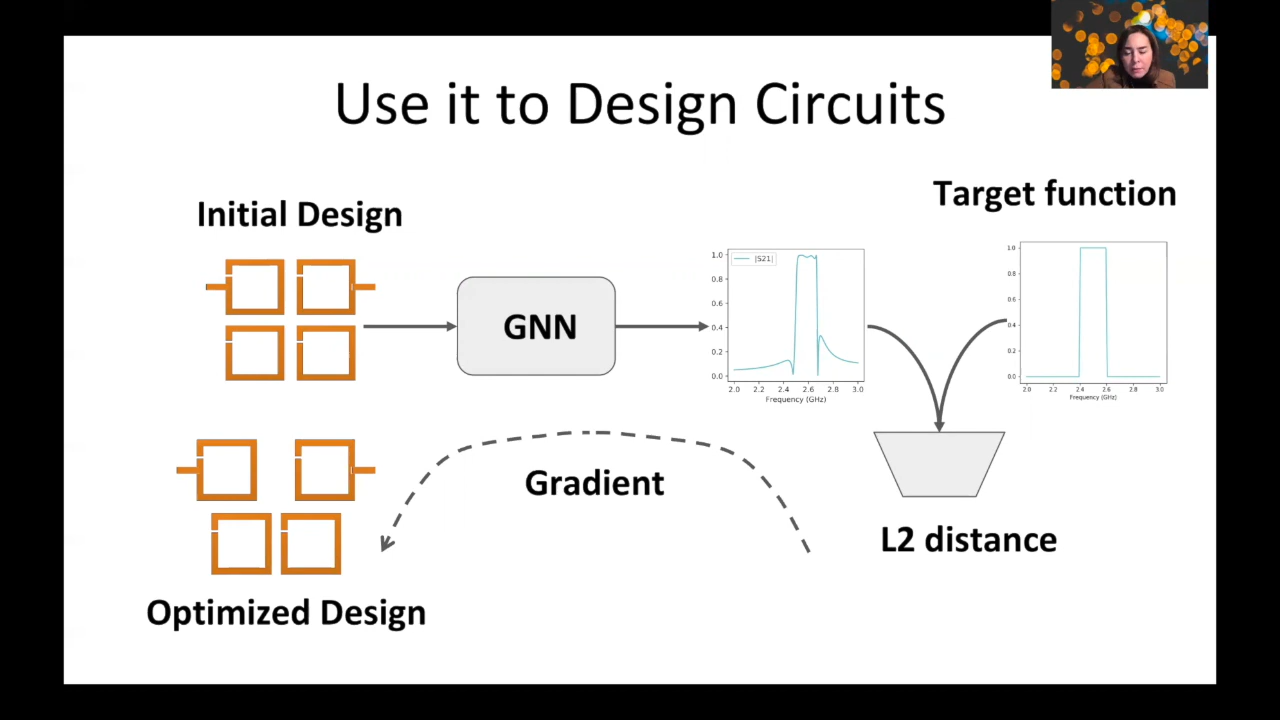 Use it to Design Circuits
Initial Design
Target function
GNN
|S21|
1.0
0.8
0.6
0.4
0.2
0.0
2.0 2.2 2.4 2.6 2.8 3.0
Frequency (GHz)
1.0
0.8
0.6
0.4
0.2
0.0
2.0 2.2 2.4 2.6 2.8 3.0
Frequency (GHz)
Gradient
L2 distance
Optimized Design